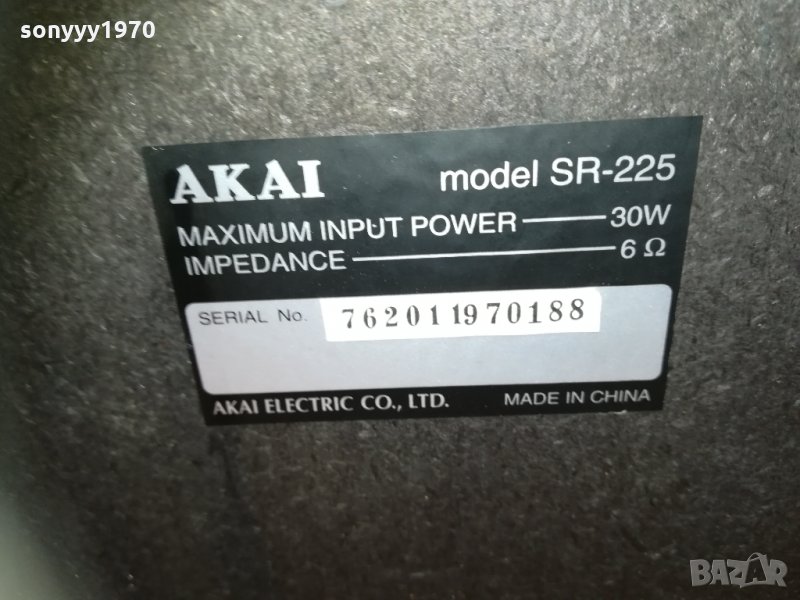 sonyyy1970
AKAI model SR-225
MAXIMUM INPUT POWER 30W
IMPEDANCE 6 Ω
SERIAL No. 762011970188
AKAI ELECTRIC CO., LTD. MADE IN CHINA
BAZAR